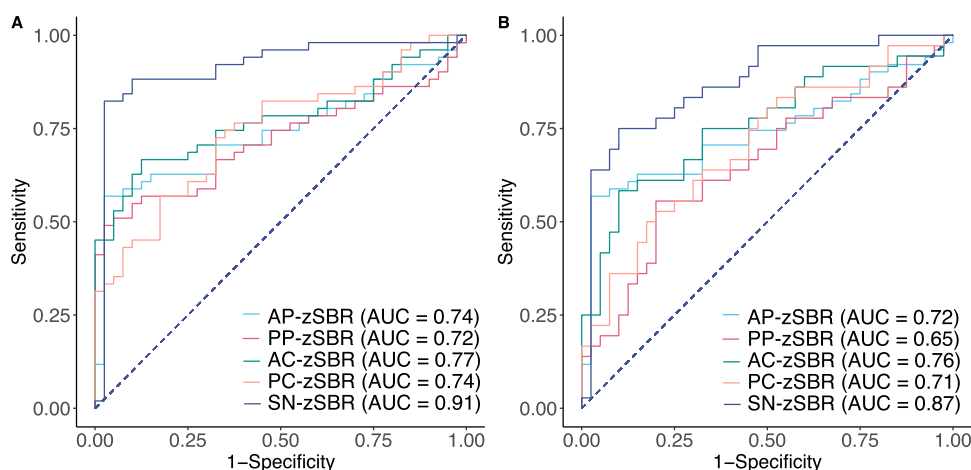 A
1.00
0.75
0.50
0.25
0.00
Sensitivity
AP-zSBR (AUC = 0.74)
PP-zSBR (AUC = 0.72)
AC-zSBR (AUC = 0.77)
PC-zSBR (AUC = 0.74)
SN-zSBR (AUC = 0.91)
0.00 0.25 0.50 0.75 1.00
1−Specificity
B
1.00
0.75
0.50
0.25
0.00
Sensitivity
AP-zSBR (AUC = 0.72)
PP-zSBR (AUC = 0.65)
AC-zSBR (AUC = 0.76)
PC-zSBR (AUC = 0.71)
SN-zSBR (AUC = 0.87)
0.00 0.25 0.50 0.75 1.00
1−Specificity